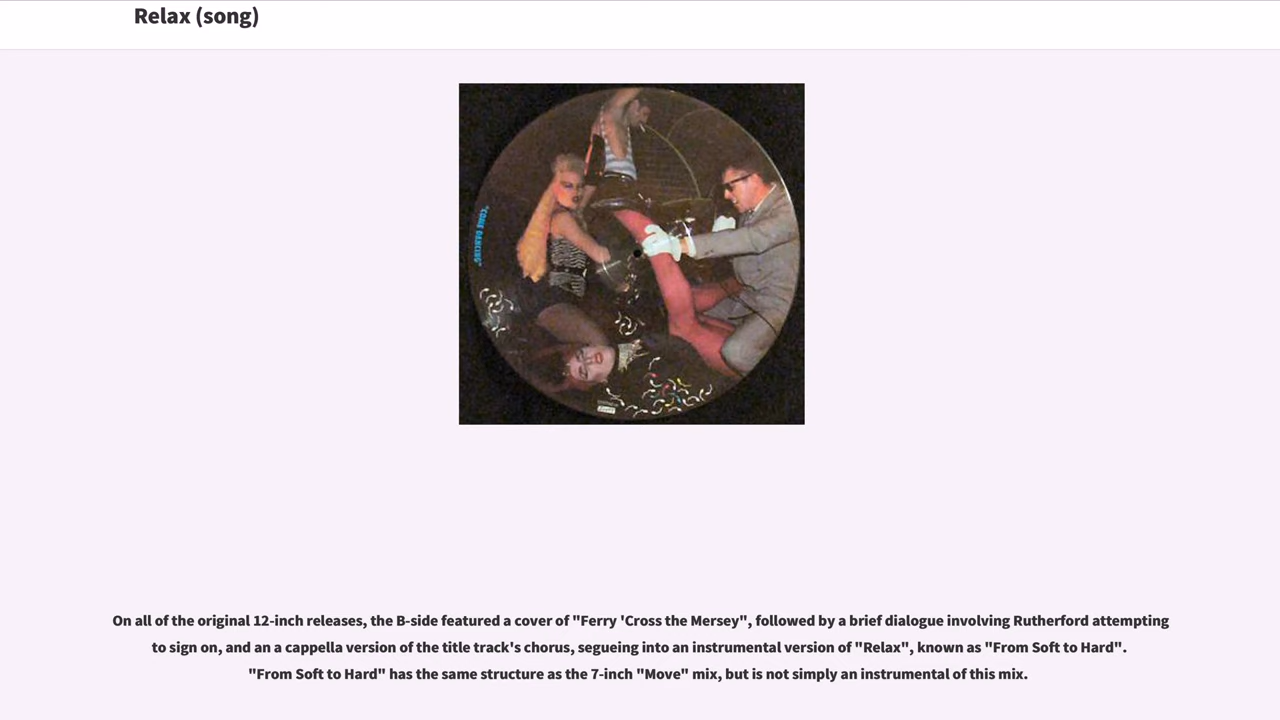 Relax (song)
"COME DANCING"
On all of the original 12-inch releases, the B-side featured a cover of "Ferry 'Cross the Mersey", followed by a brief dialogue involving Rutherford attempting
to sign on, and an a cappella version of the title track's chorus, segueing into an instrumental version of "Relax", known as "From Soft to Hard".
"From Soft to Hard" has the same structure as the 7-inch "Move" mix, but is not simply an instrumental of this mix.